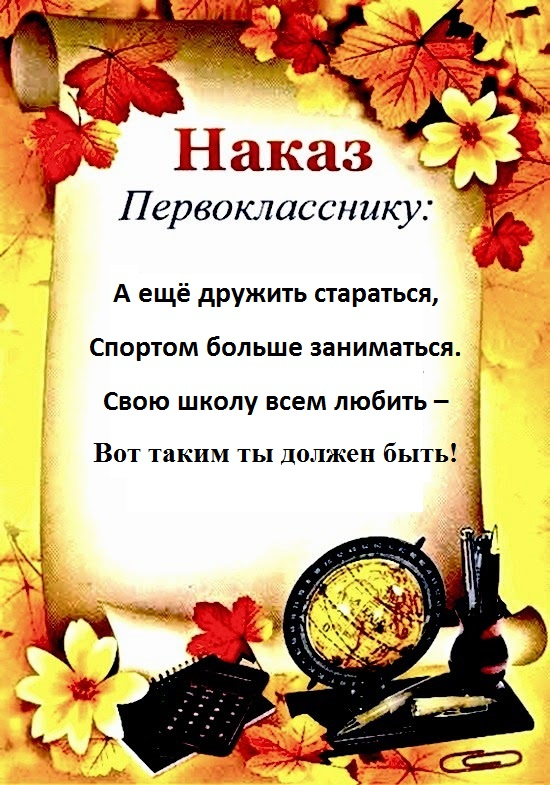 Наказ
Первокласснику:
А ещё дружить стараться,
Спортом больше заниматься.
Свою школу всем любить –
Вот таким ты должен быть!